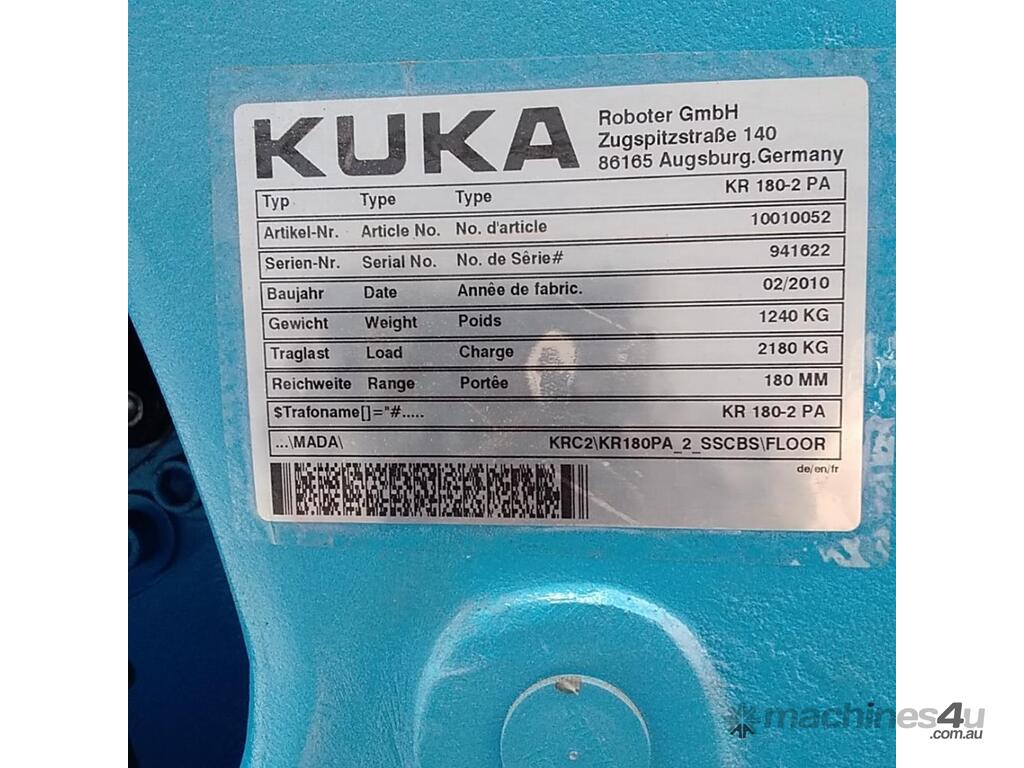 KUKA
Roboter GmbH
Zugspitzstraße 140
86165 Augsburg.Germany
Typ Type Type KR 180-2 PA
Artikel-Nr. Article No. No. d'article 10010052
Serien-Nr. Serial No. No. de Sêrie# 941622
Baujahr Date Annêe de fabric. 02/2010
Gewicht Weight Poids 1240 KG
Traglast Load Charge 2180 KG
Reichweite Range Portêe 180 MM
$Trafoname[]="#..... KR 180-2 PA
...\MADA\ KRC2\KR180PA_2_SSCBS\FLOOR
de/en/fr
machines4u
.com.au